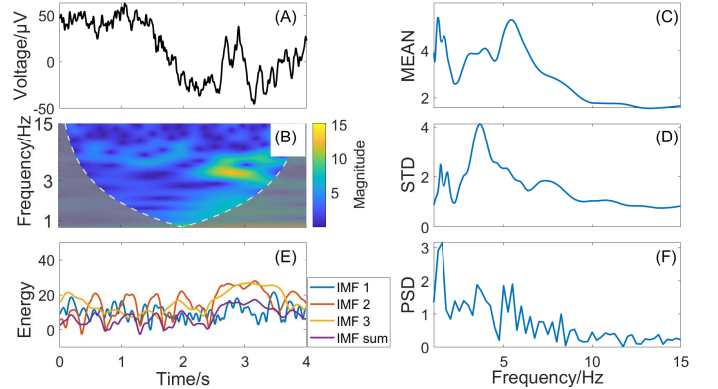 (A)
Voltage/μV
50
0
-50
(B)
Frequency/Hz
15
3
1
15
10
5
Magnitude
(E)
Energy
40
20
0
0
1
2
3
4
Time/s
IMF 1
IMF 2
IMF 3
IMF sum
(C)
MEAN
4
2
(D)
STD
4
2
0
(F)
PSD
3
2
1
0
5
10
15
Frequency/Hz